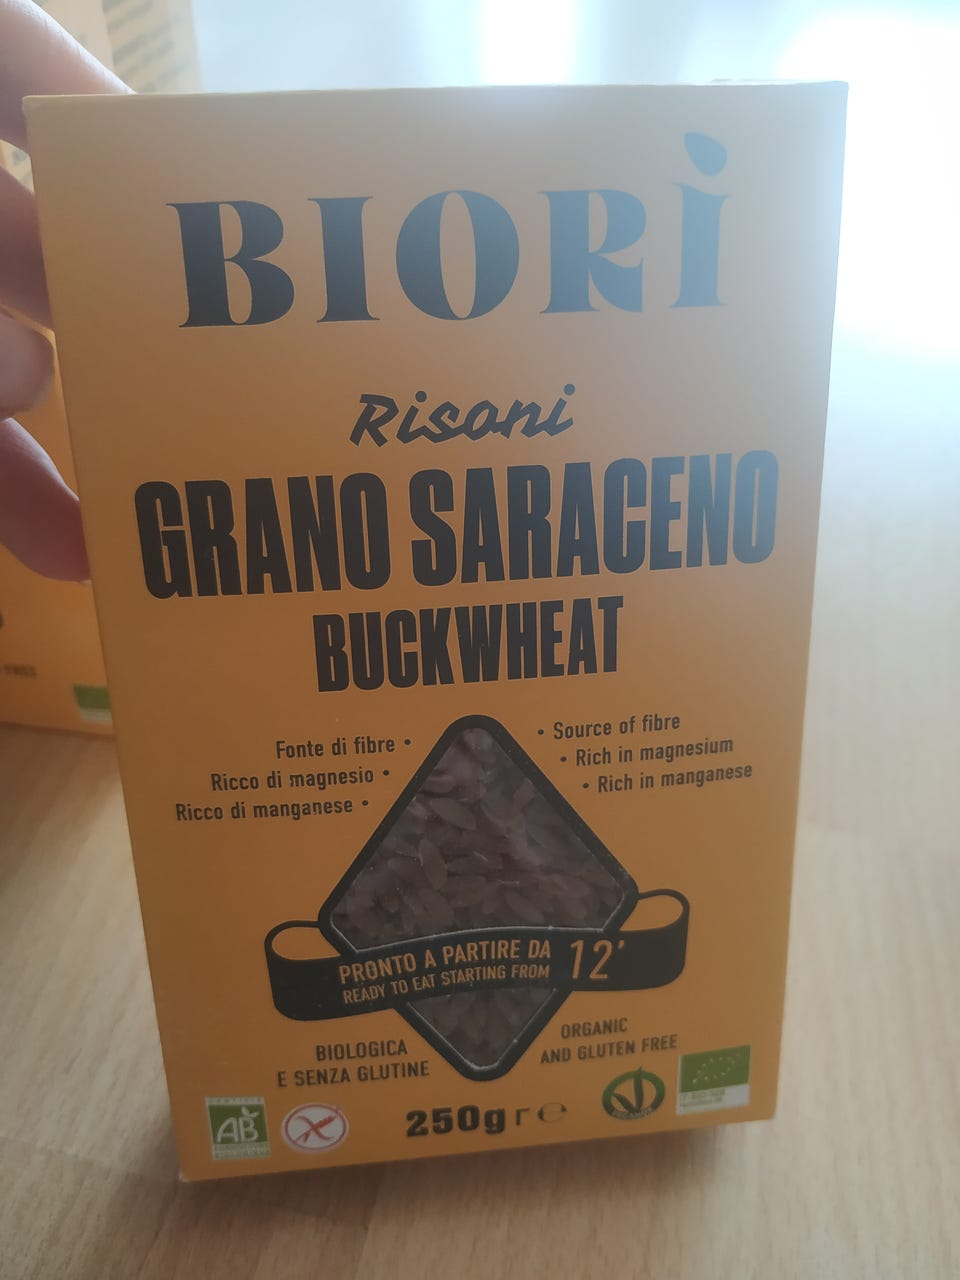 BIORÌ
Risoni
GRANO SARACENO
BUCKWHEAT
Fonte di fibre •
Ricco di magnesio •
Ricco di manganese •
• Source of fibre
• Rich in magnesium
• Rich in manganese
PRONTO A PARTIRE DA 12'
READY TO EAT STARTING FROM
BIOLOGICA
E SENZA GLUTINE
ORGANIC
AND GLUTEN FREE
AB
250g г ℮